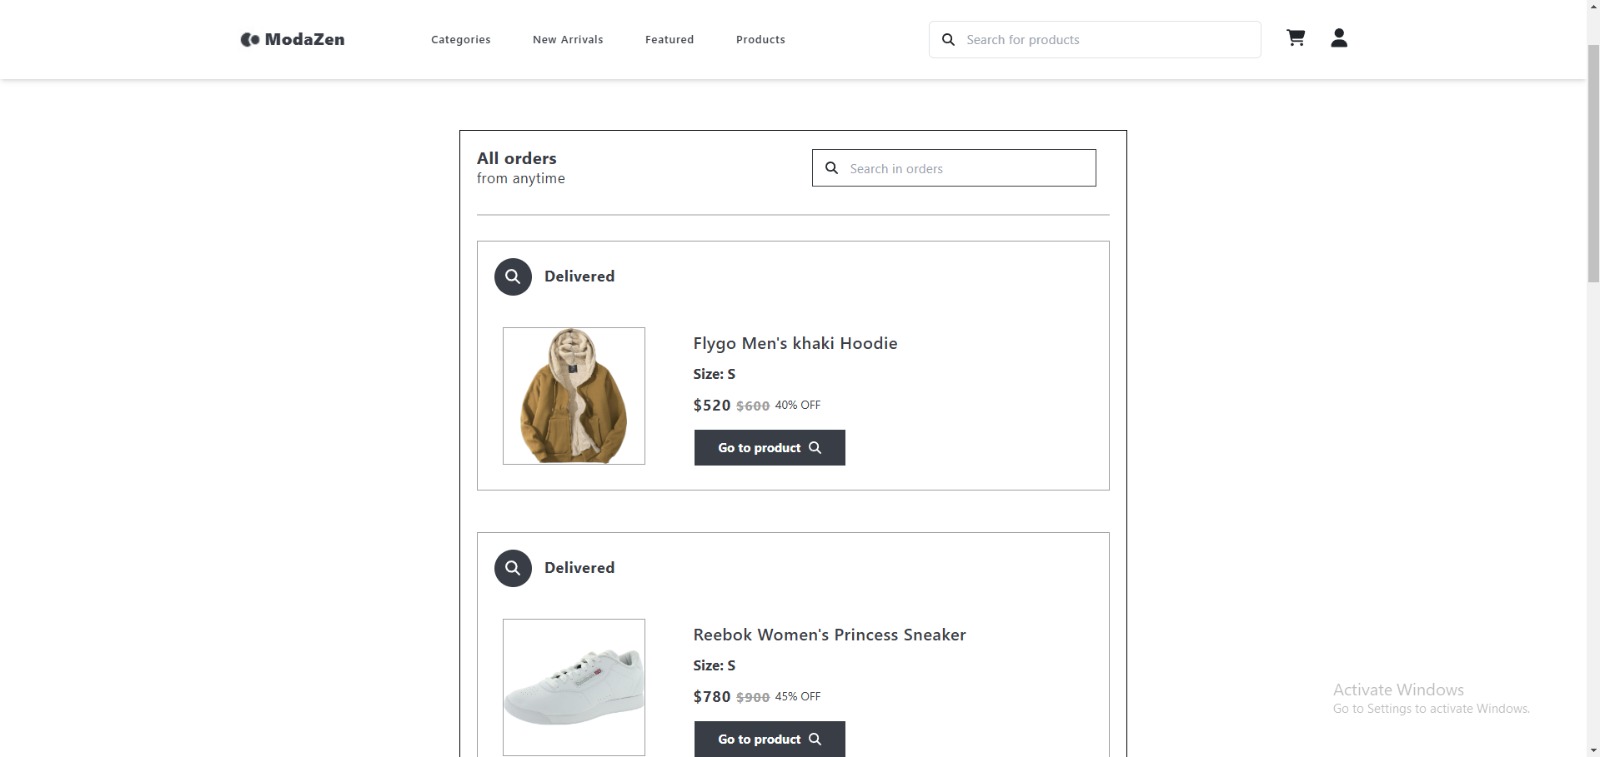 ModaZen Categories New Arrivals Featured Products Search for products
All orders
from anytime
Search in orders
Delivered
Flygo Men's khaki Hoodie
Size: S
$520 $600 40% OFF
Go to product
Delivered
Reebok Women's Princess Sneaker
Size: S
$780 $900 45% OFF
Go to product
Activate Windows
Go to Settings to activate Windows.